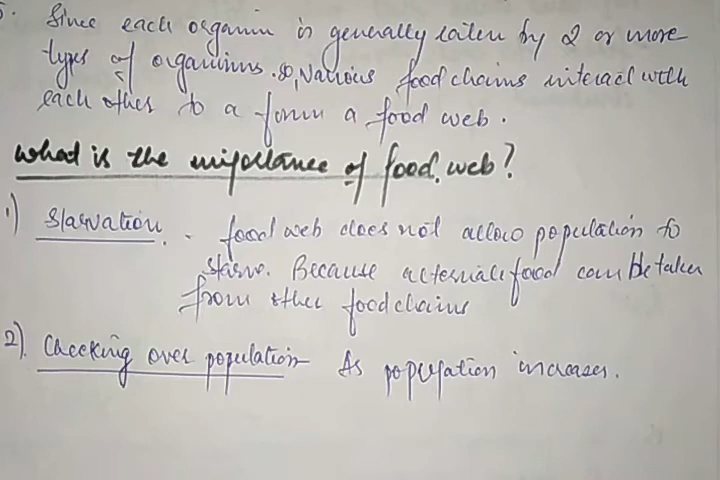 5. Since each organism is generally eaten by 2 or more
types of organisms. so, Various food chains interact with
each other to a form a food web.
What is the importance of food web?
1) Starvation. - food web does not allow population to
starve. Because alternate food can be taken
from other food chains
2). Checking over population As population increases.